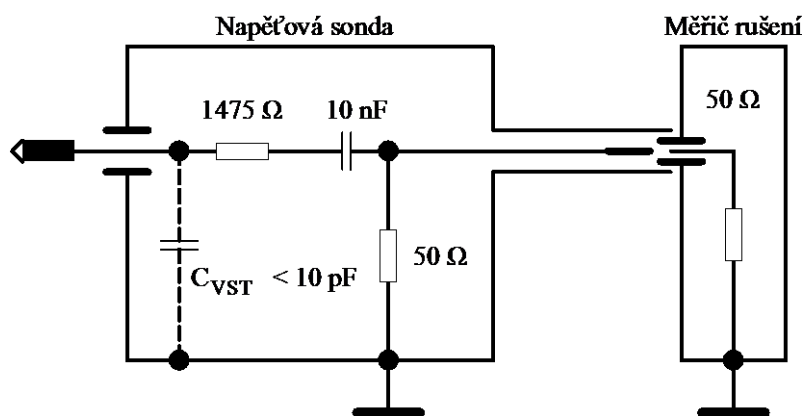 Napěťová sonda
Měřič rušení
1475 Ω
10 nF
50 Ω
50 Ω
C_VST < 10 pF